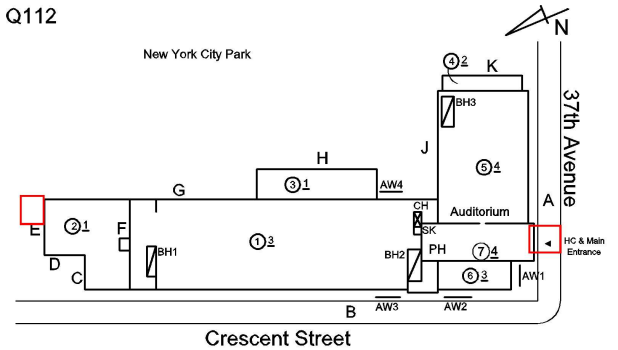 Q112
N
New York City Park
④ 2
K
BH3
37th Avenue
J
H
⑤ 4
③ 1
AW4
G
A
CH
Auditorium
E
② 1
F
SK
① 3
PH
⑦ 4
HC & Main
Entrance
BH1
BH2
D
C
⑥ 3
AW1
B
AW3
AW2
Crescent Street